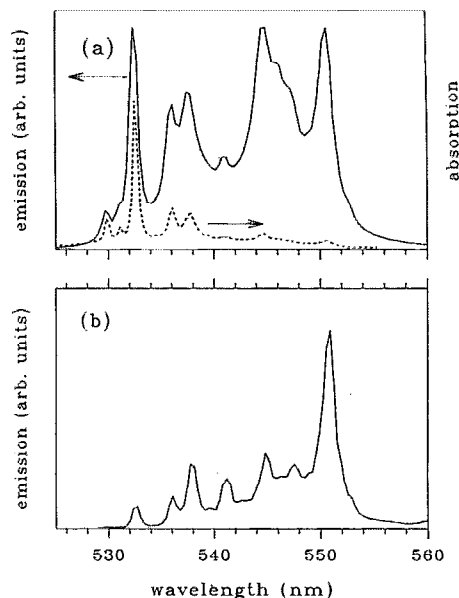 (a)
emission (arb. units)
absorption
(b)
emission (arb. units)
530 540 550 560
wavelength (nm)